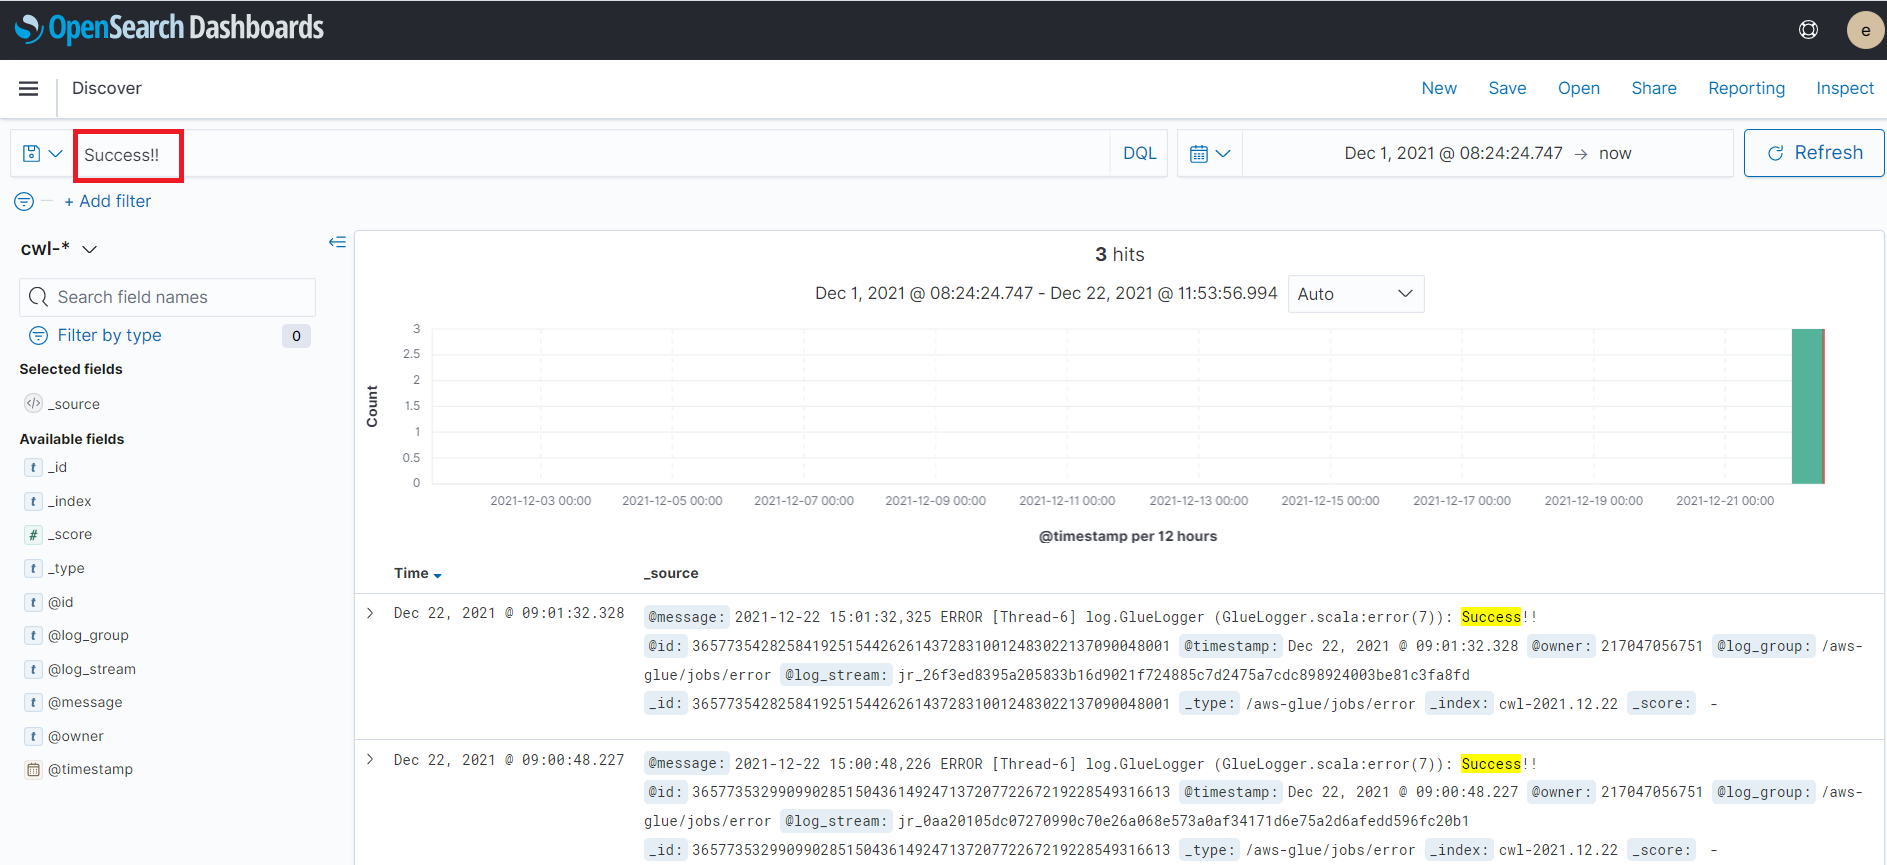 OpenSearch Dashboards
e
Discover
New Save Open Share Reporting Inspect
Success!!
DQL
Dec 1, 2021 @ 08:24:24.747 → now
Refresh
+ Add filter
cwl-*
Search field names
Filter by type 0
Selected fields
_source
Available fields
t _id
t _index
# _score
t _type
t @id
t @log_group
t @log_stream
t @message
t @owner
@timestamp
3 hits
Dec 1, 2021 @ 08:24:24.747 - Dec 22, 2021 @ 11:53:56.994 Auto
Count
3
2.5
2
1.5
1
0.5
0
2021-12-03 00:00 2021-12-05 00:00 2021-12-07 00:00 2021-12-09 00:00 2021-12-11 00:00 2021-12-13 00:00 2021-12-15 00:00 2021-12-17 00:00 2021-12-19 00:00 2021-12-21 00:00
@timestamp per 12 hours
Time _source
Dec 22, 2021 @ 09:01:32.328 @message: 2021-12-22 15:01:32,325 ERROR [Thread-6] log.GlueLogger (GlueLogger.scala:error(7)): Success!!
@id: 36577354282584192515442626143728310012483022137090048001 @timestamp: Dec 22, 2021 @ 09:01:32.328 @owner: 217047056751 @log_group: /aws-
glue/jobs/error @log_stream: jr_26f3ed8395a205833b16d9021f724885c7d2475a7cdc898924003be81c3fa8fd
_id: 36577354282584192515442626143728310012483022137090048001 _type: /aws-glue/jobs/error _index: cwl-2021.12.22 _score: -
Dec 22, 2021 @ 09:00:48.227 @message: 2021-12-22 15:00:48,226 ERROR [Thread-6] log.GlueLogger (GlueLogger.scala:error(7)): Success!!
@id: 36577353299099028515043614924713720772267219228549316613 @timestamp: Dec 22, 2021 @ 09:00:48.227 @owner: 217047056751 @log_group: /aws-
glue/jobs/error @log_stream: jr_0aa20105dc07270990c70e26a068e573a0af34171d6e75a2d6afedd596fc20b1
_id: 36577353299099028515043614924713720772267219228549316613 _type: /aws-glue/jobs/error _index: cwl-2021.12.22 _score: -